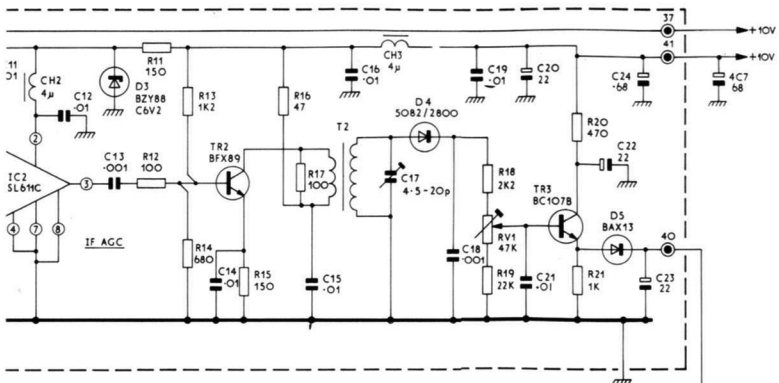 37
+10V
41
+10V
C11
·01
CH2
4μ
C12
·01
D3
BZY88
C6V2
R11
150
R13
1K2
R16
47
C16
·01
CH3
4μ
C19
·01
C20
22
C24
·68
4C7
68
2
IC2
SL611C
3
4
7
8
IF AGC
C13
·001
R12
100
TR2
BFX89
R17
100
T2
D4
5082/2800
C17
4·5-20p
R18
2K2
R20
470
C22
22
TR3
BC107B
D5
BAX13
40
R14
680
C14
·01
R15
150
C15
·01
C18
·001
RV1
47K
R19
22K
C21
·01
R21
1K
C23
22